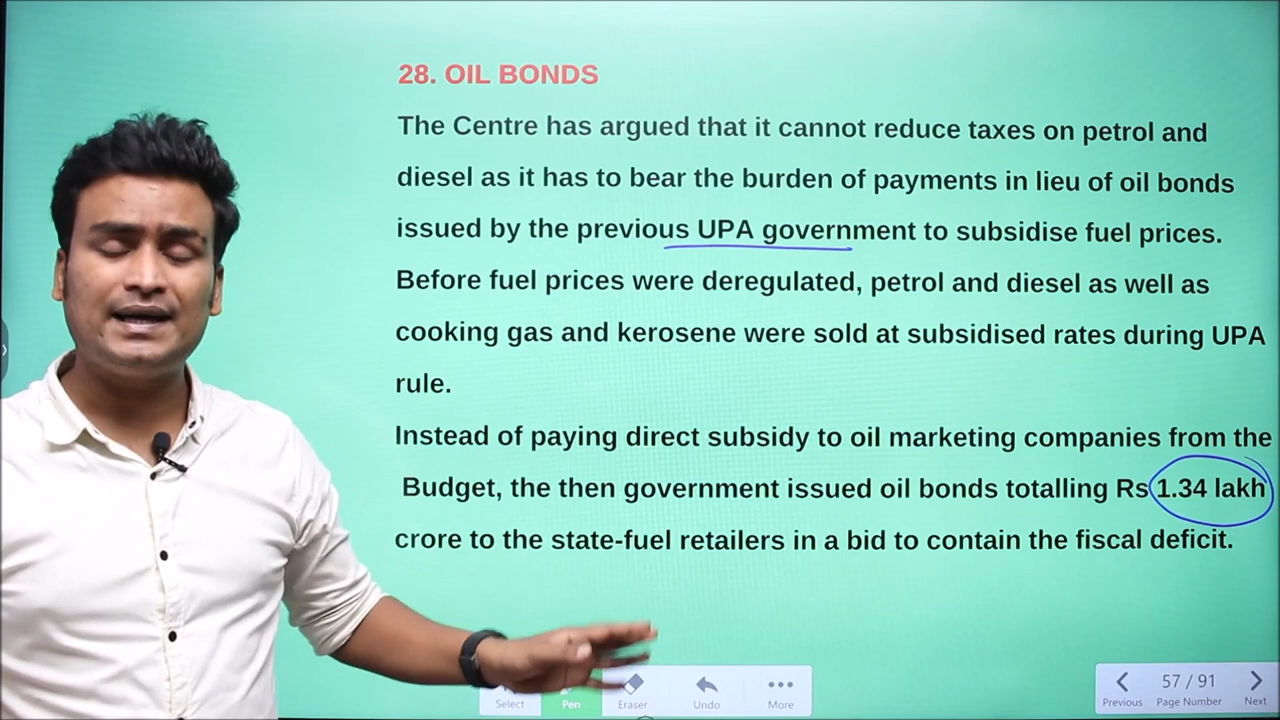 28. OIL BONDS
The Centre has argued that it cannot reduce taxes on petrol and
diesel as it has to bear the burden of payments in lieu of oil bonds
issued by the previous UPA government to subsidise fuel prices.
Before fuel prices were deregulated, petrol and diesel as well as
cooking gas and kerosene were sold at subsidised rates during UPA
rule.
Instead of paying direct subsidy to oil marketing companies from the
Budget, the then government issued oil bonds totalling Rs 1.34 lakh
crore to the state-fuel retailers in a bid to contain the fiscal deficit.
Select Pen Eraser Undo More
57 / 91
Previous Page Number Next